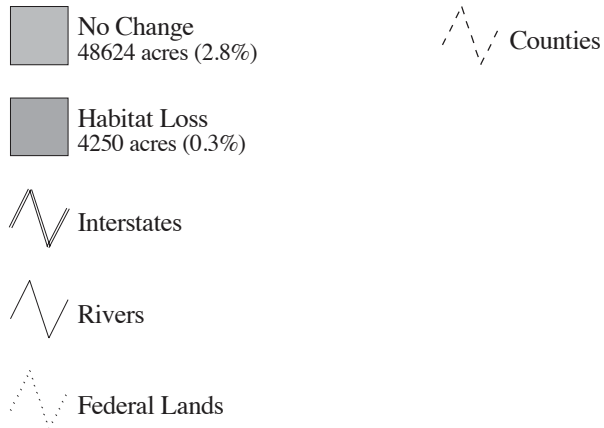 No Change
48624 acres (2.8%)
Counties
Habitat Loss
4250 acres (0.3%)
Interstates
Rivers
Federal Lands